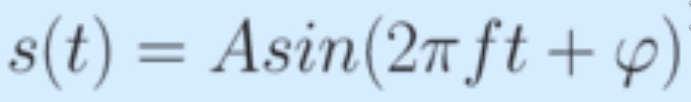 s(t) = Asin(2πft + φ)